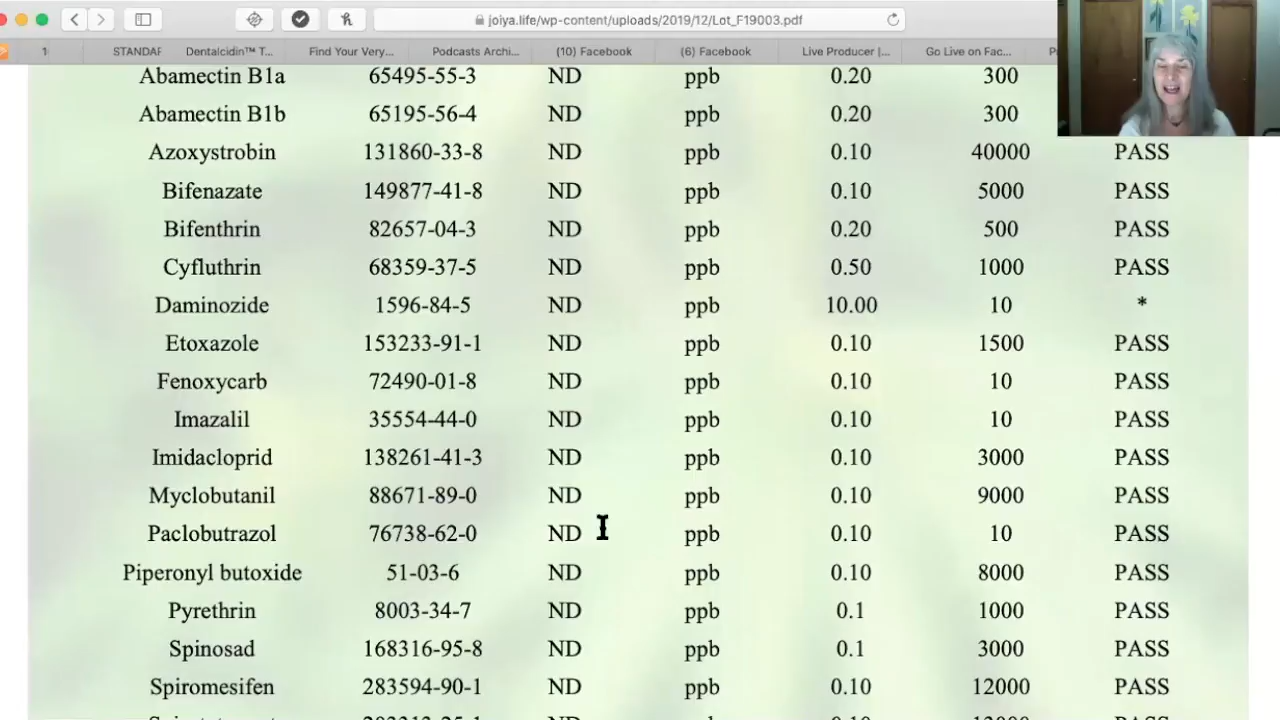 joiya.life/wp-content/uploads/2019/12/Lot_F19003.pdf
1 STANDAF Dentalcidin™ T... Find Your Very... Podcasts Archi... (10) Facebook (6) Facebook Live Producer |... Go Live on Fac...
Abamectin B1a 65495-55-3 ND ppb 0.20 300
Abamectin B1b 65195-56-4 ND ppb 0.20 300
Azoxystrobin 131860-33-8 ND ppb 0.10 40000 PASS
Bifenazate 149877-41-8 ND ppb 0.10 5000 PASS
Bifenthrin 82657-04-3 ND ppb 0.20 500 PASS
Cyfluthrin 68359-37-5 ND ppb 0.50 1000 PASS
Daminozide 1596-84-5 ND ppb 10.00 10 *
Etoxazole 153233-91-1 ND ppb 0.10 1500 PASS
Fenoxycarb 72490-01-8 ND ppb 0.10 10 PASS
Imazalil 35554-44-0 ND ppb 0.10 10 PASS
Imidacloprid 138261-41-3 ND ppb 0.10 3000 PASS
Myclobutanil 88671-89-0 ND ppb 0.10 9000 PASS
Paclobutrazol 76738-62-0 ND ppb 0.10 10 PASS
Piperonyl butoxide 51-03-6 ND ppb 0.10 8000 PASS
Pyrethrin 8003-34-7 ND ppb 0.1 1000 PASS
Spinosad 168316-95-8 ND ppb 0.1 3000 PASS
Spiromesifen 283594-90-1 ND ppb 0.10 12000 PASS